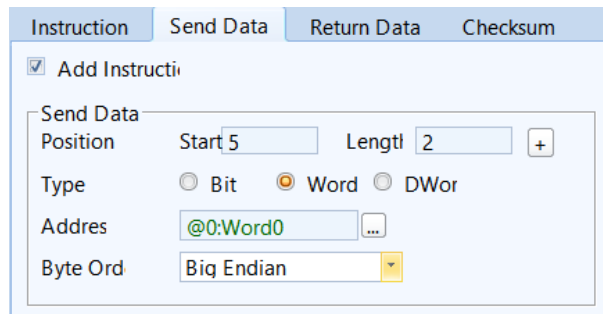 Instruction Send Data Return Data Checksum
Add Instructi
Send Data
Position Start 5 Length 2 +
Type Bit Word DWor
Addres @0:Word0 ...
Byte Ord Big Endian